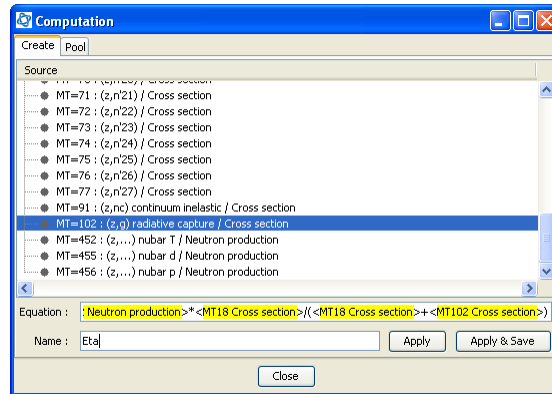 Computation
Create Pool
Source
MT=71 : (z,n'21) / Cross section
MT=72 : (z,n'22) / Cross section
MT=73 : (z,n'23) / Cross section
MT=74 : (z,n'24) / Cross section
MT=75 : (z,n'25) / Cross section
MT=76 : (z,n'26) / Cross section
MT=77 : (z,n'27) / Cross section
MT=91 : (z,nc) continuum inelastic / Cross section
MT=102 : (z,g) radiative capture / Cross section
MT=452 : (z,...) nubar T / Neutron production
MT=455 : (z,...) nubar d / Neutron production
MT=456 : (z,...) nubar p / Neutron production
Equation : Neutron production>*<MT18 Cross section>/(<MT18 Cross section>+<MT102 Cross section>)
Name : Eta Apply Apply & Save
Close